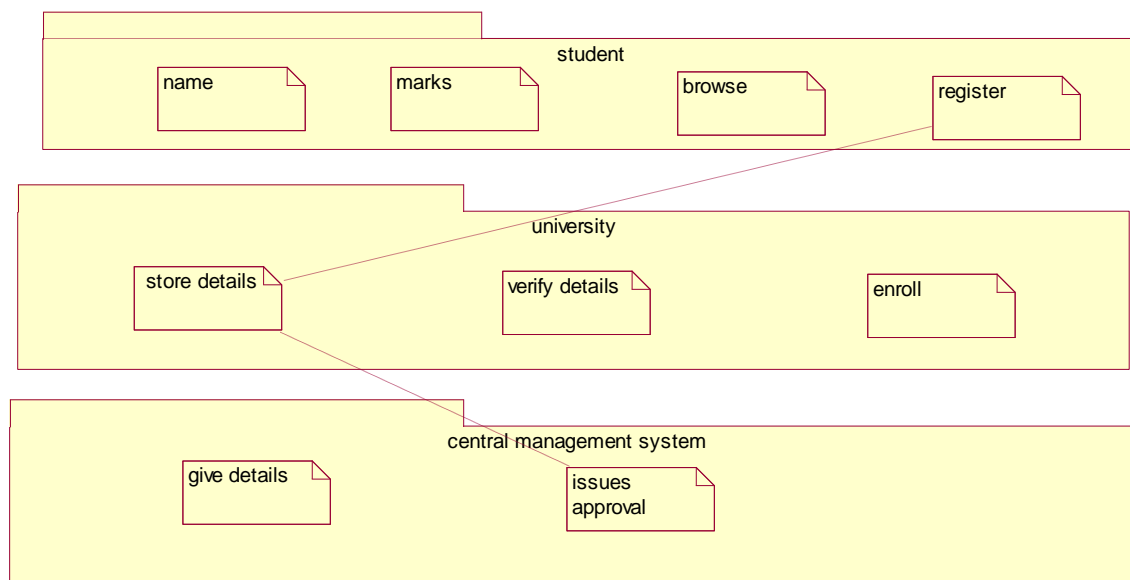 student
name
marks
browse
register
university
store details
verify details
enroll
central management system
give details
issues
approval